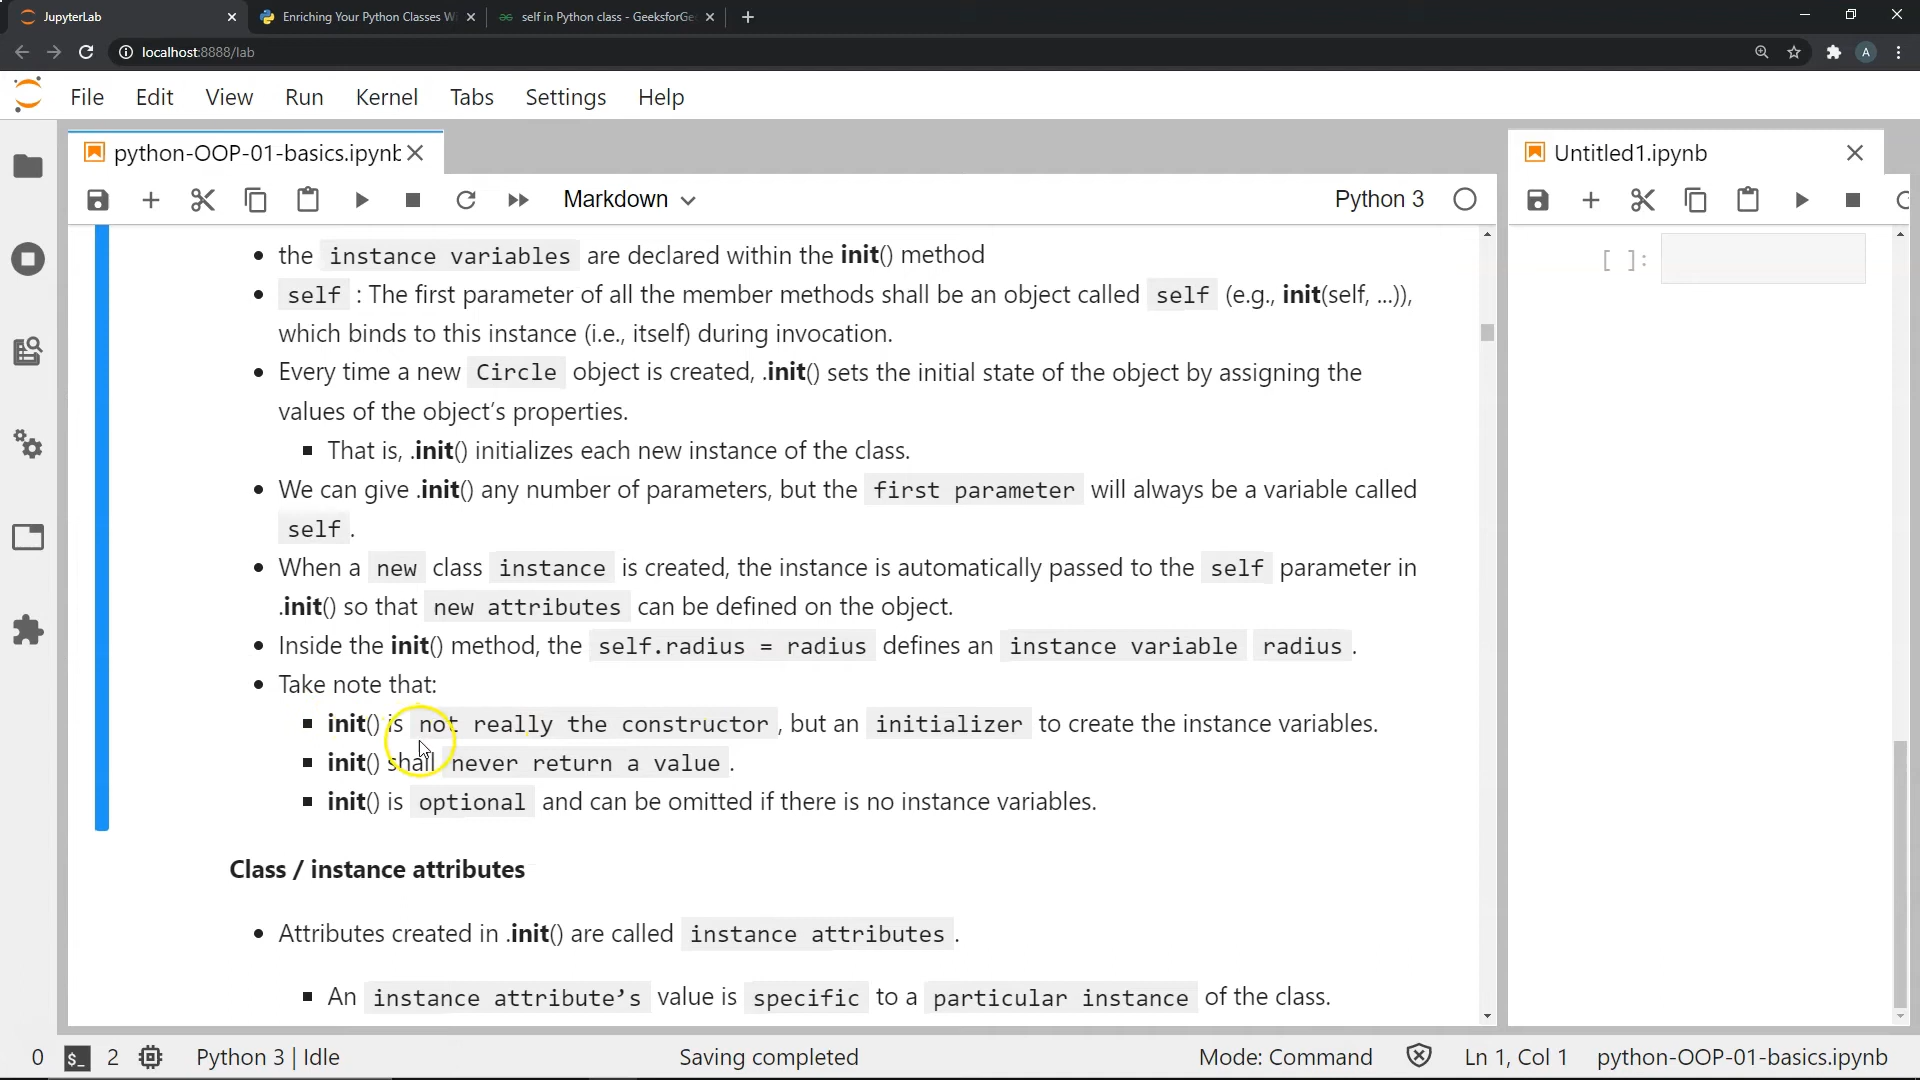 JupyterLab
Enriching Your Python Classes Wi
self in Python class - GeeksforGe
localhost:8888/lab
A
File Edit View Run Kernel Tabs Settings Help
python-OOP-01-basics.ipynb
Untitled1.ipynb
Markdown
Python 3
[ ]:
the instance variables are declared within the init() method
self : The first parameter of all the member methods shall be an object called self (e.g., init(self, ...)),
which binds to this instance (i.e., itself) during invocation.
Every time a new Circle object is created, .init() sets the initial state of the object by assigning the
values of the object's properties.
That is, .init() initializes each new instance of the class.
We can give .init() any number of parameters, but the first parameter will always be a variable called
self .
When a new class instance is created, the instance is automatically passed to the self parameter in
.init() so that new attributes can be defined on the object.
Inside the init() method, the self.radius = radius defines an instance variable radius .
Take note that:
init() is not really the constructor , but an initializer to create the instance variables.
init() shall never return a value .
init() is optional and can be omitted if there is no instance variables.
Class / instance attributes
Attributes created in .init() are called instance attributes .
An instance attribute’s value is specific to a particular instance of the class.
0 $_ 2 Python 3 | Idle Saving completed Mode: Command Ln 1, Col 1 python-OOP-01-basics.ipynb